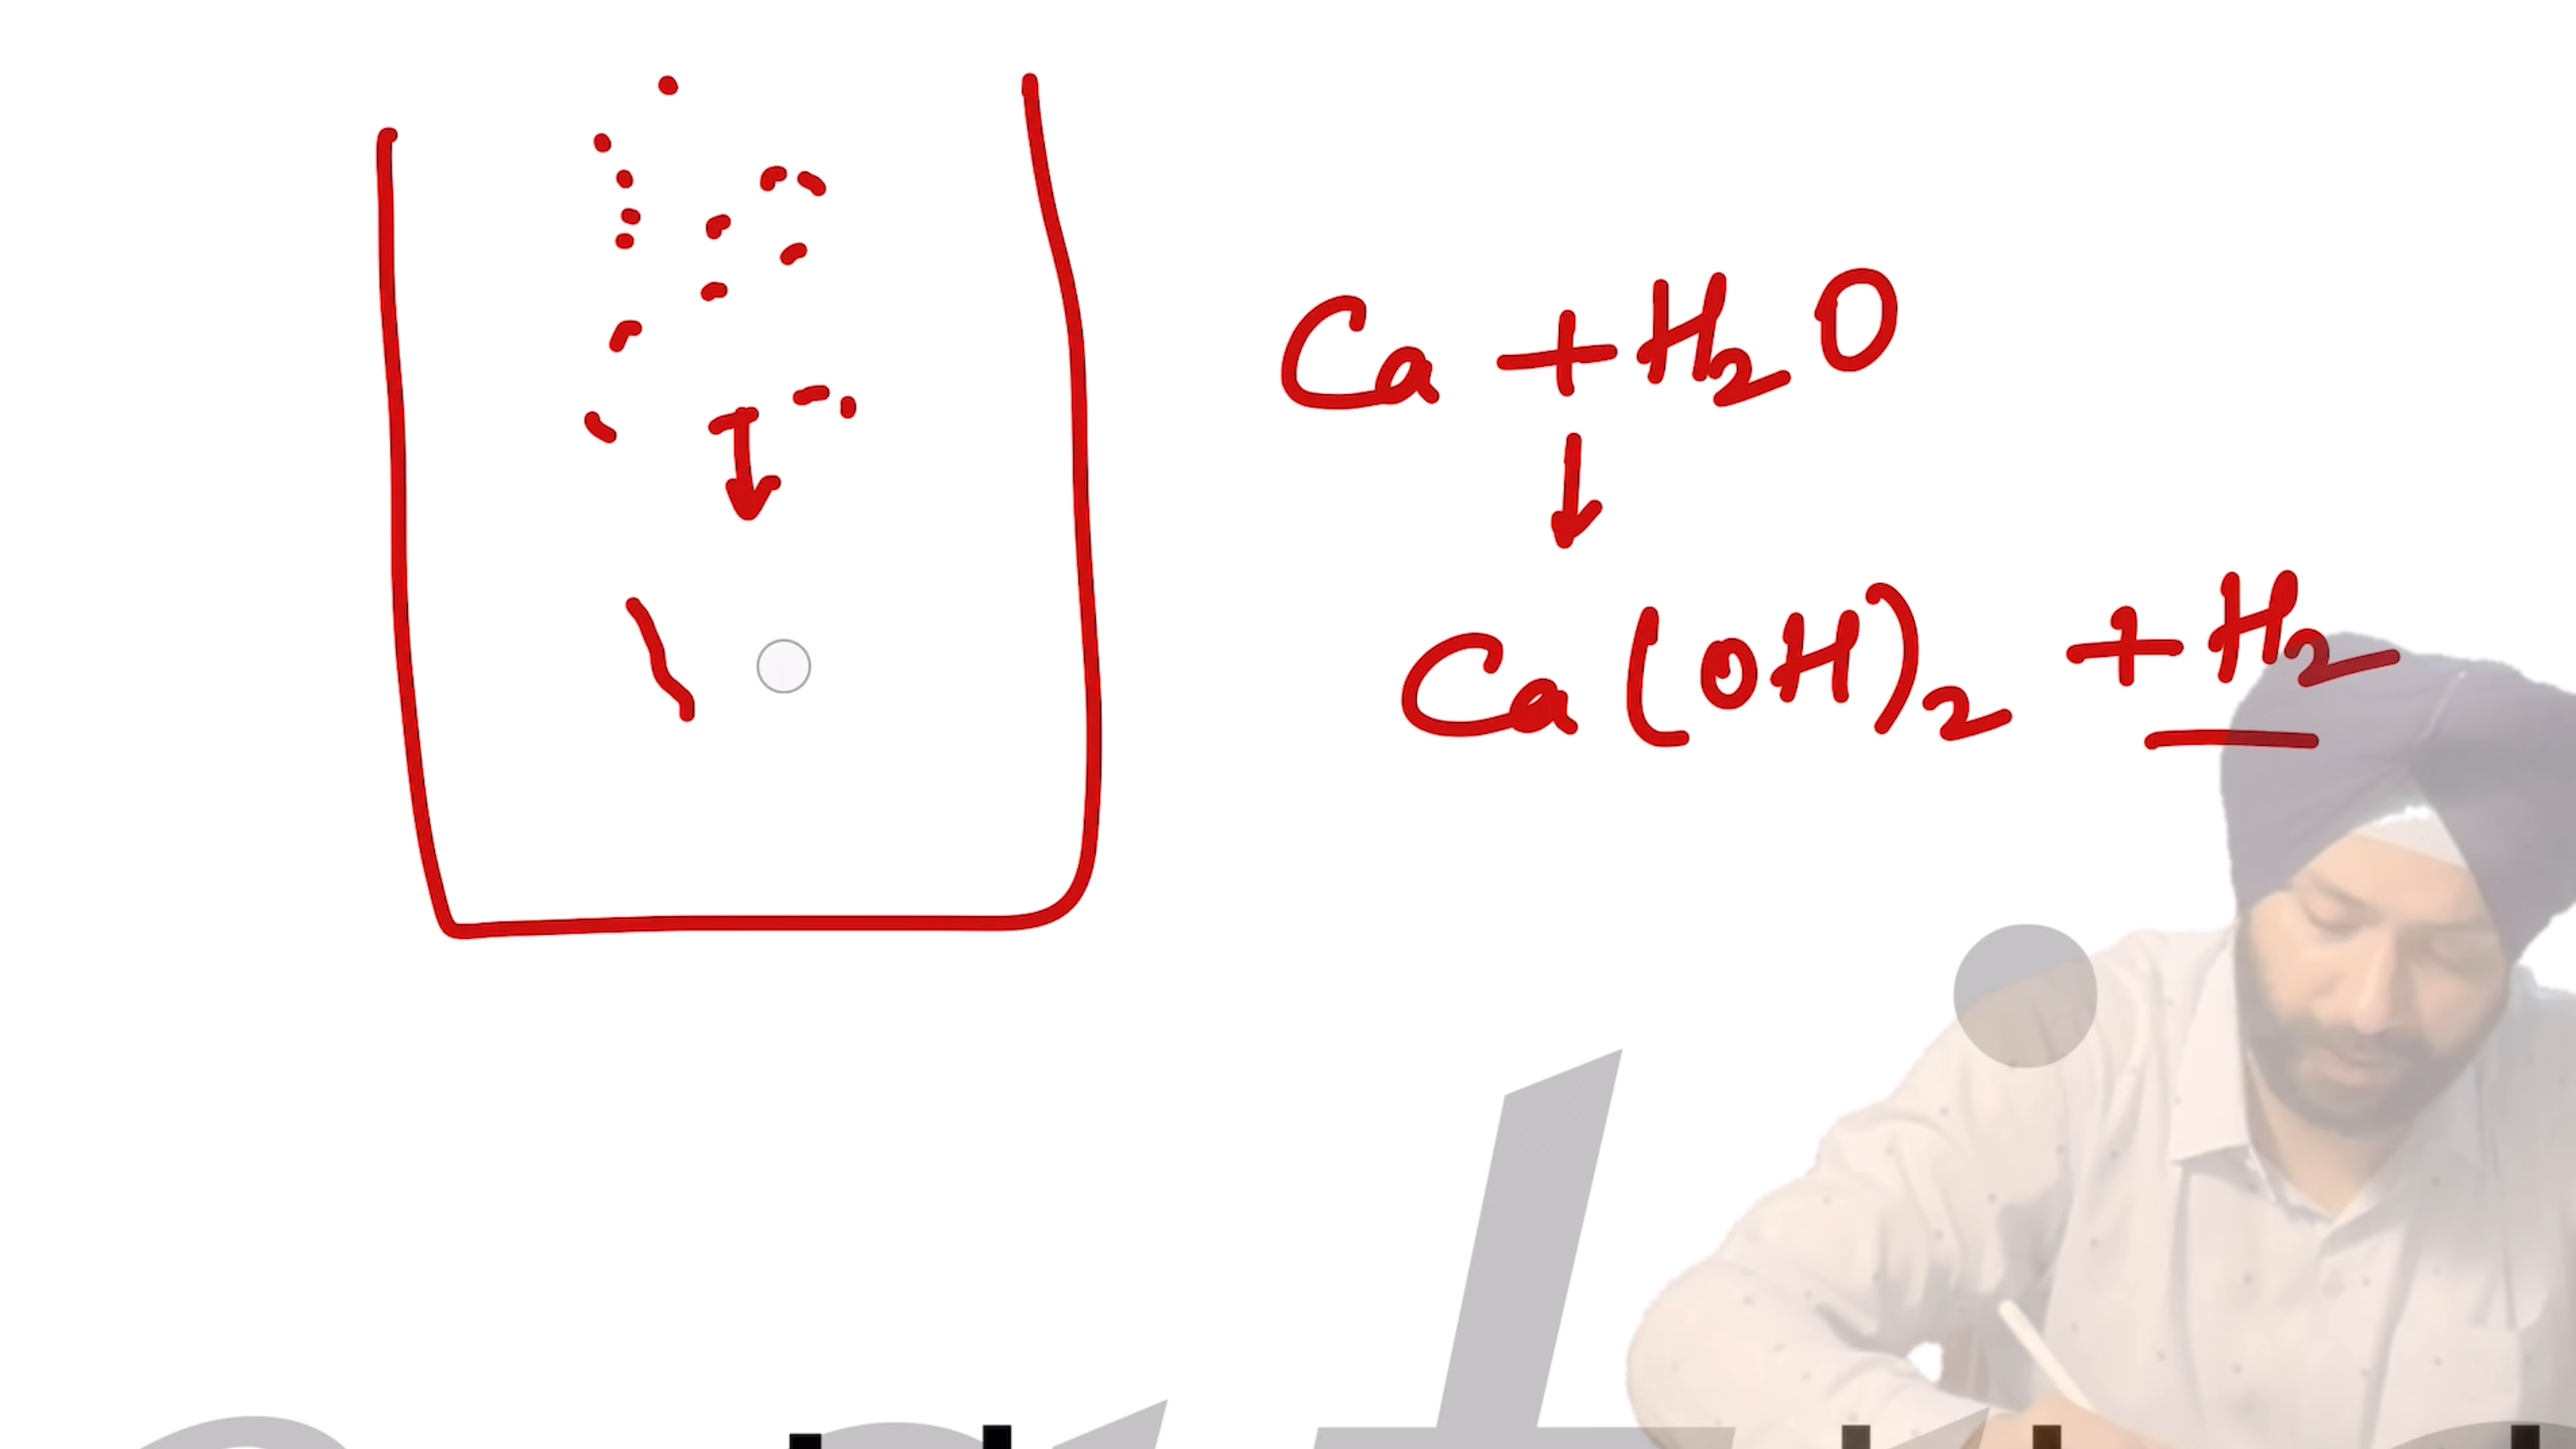 Ca + H₂O
↓
Ca(OH)₂ + H₂